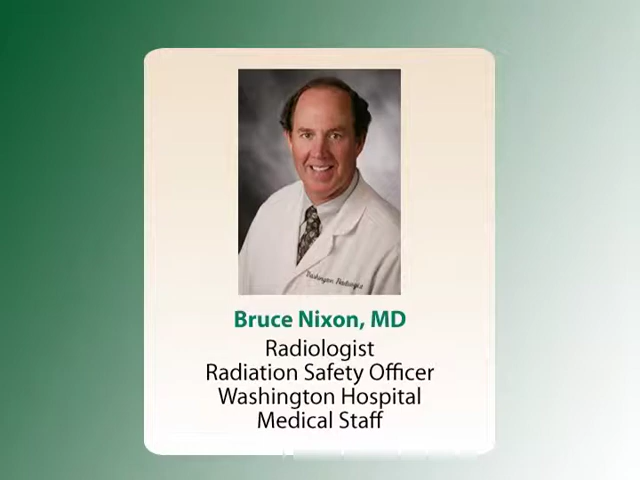 Bruce Nixon, MD
Radiologist
Radiation Safety Officer
Washington Hospital
Medical Staff